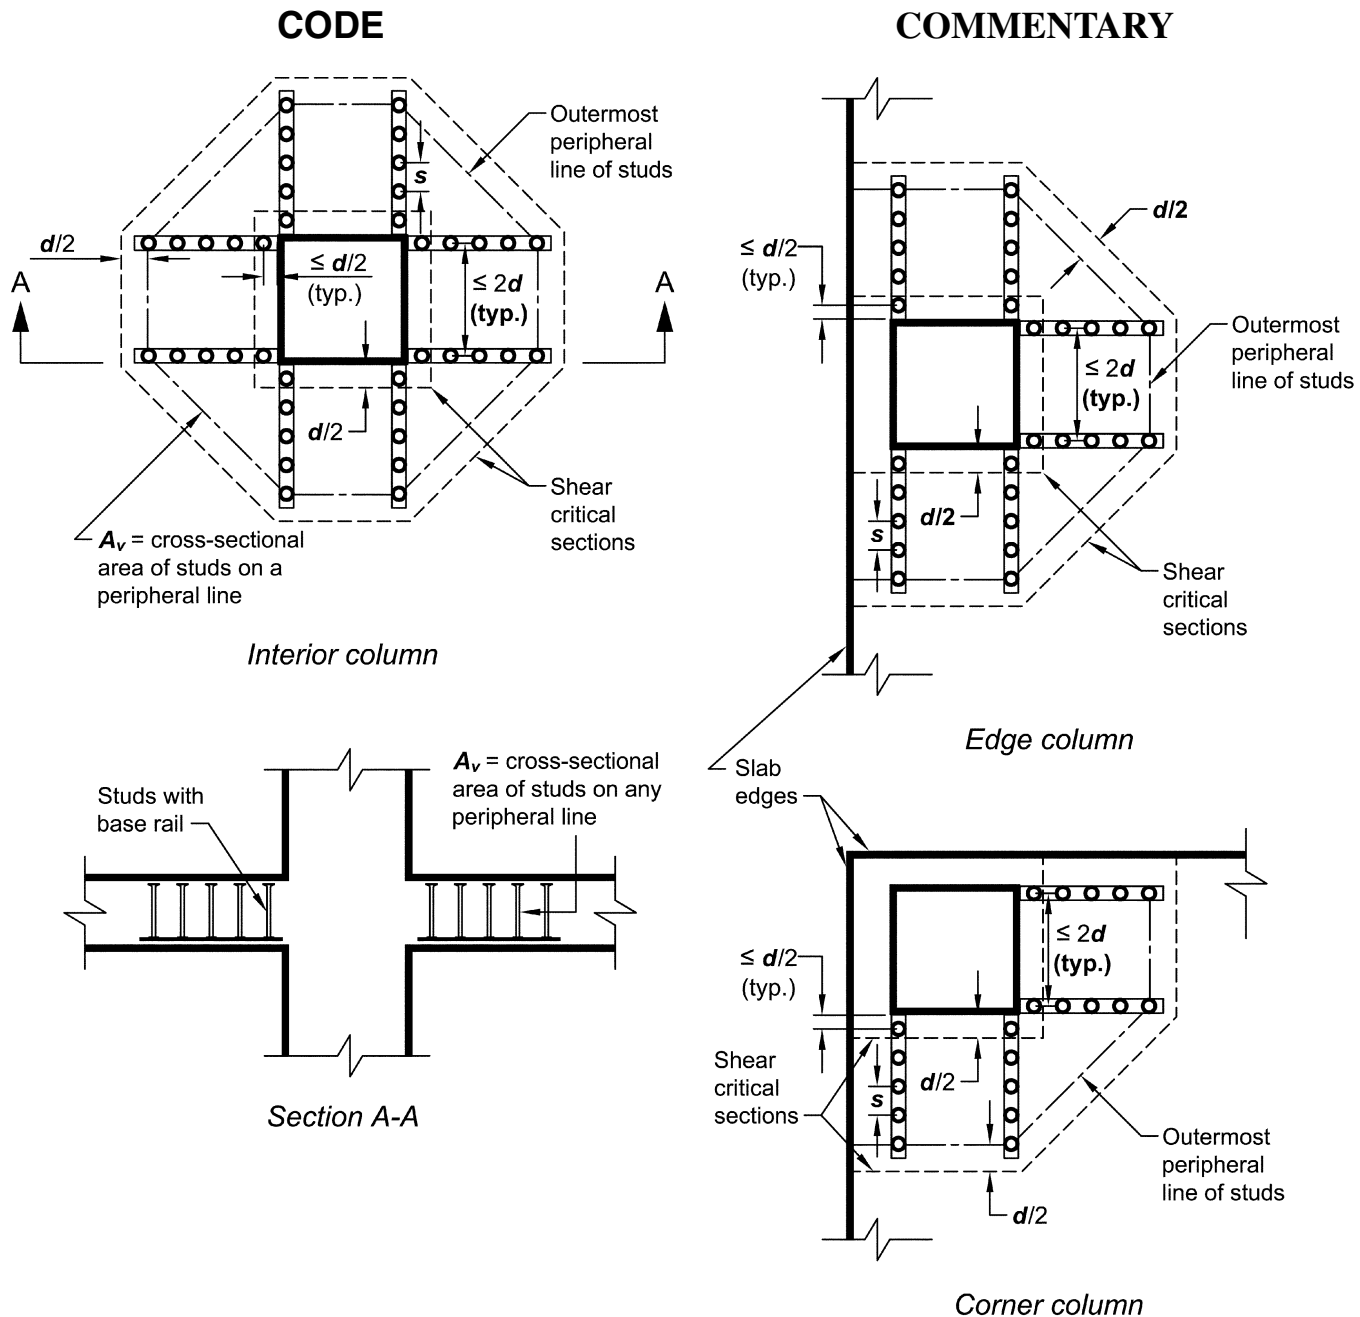 CODE
COMMENTARY
Outermost
peripheral
line of studs
s
d/2
≤ d/2
(typ.)
≤ 2d
(typ.)
A
A
d/2
Shear
critical
sections
Av = cross-sectional
area of studs on a
peripheral line
Interior column
d/2
≤ d/2
(typ.)
Outermost
peripheral
line of studs
≤ 2d
(typ.)
d/2
s
Shear
critical
sections
Edge column
Slab
edges
Studs with
base rail
Av = cross-sectional
area of studs on any
peripheral line
Section A-A
≤ d/2
(typ.)
≤ 2d
(typ.)
Shear
critical
sections
d/2
s
Outermost
peripheral
line of studs
d/2
Corner column